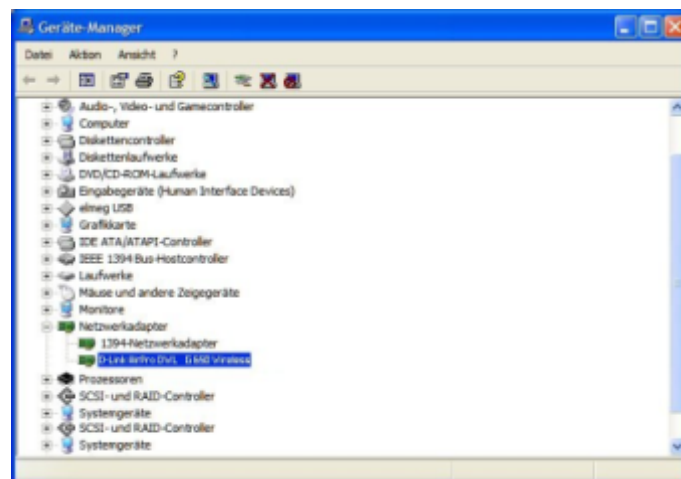 Geräte-Manager
Datei Aktion Ansicht ?
Audio-, Video- und Gamecontroller
Computer
Diskettencontroller
Diskettenlaufwerke
DVD/CD-ROM-Laufwerke
Eingabegeräte (Human Interface Devices)
elmeg USB
Grafikkarte
IDE ATA/ATAPI-Controller
IEEE 1394 Bus-Hostcontroller
Laufwerke
Mäuse und andere Zeigegeräte
Monitore
Netzwerkadapter
1394-Netzwerkadapter
D-Link AirPro DWL G650 Wireless
Prozessoren
SCSI- und RAID-Controller
Systemgeräte
SCSI- und RAID-Controller
Systemgeräte